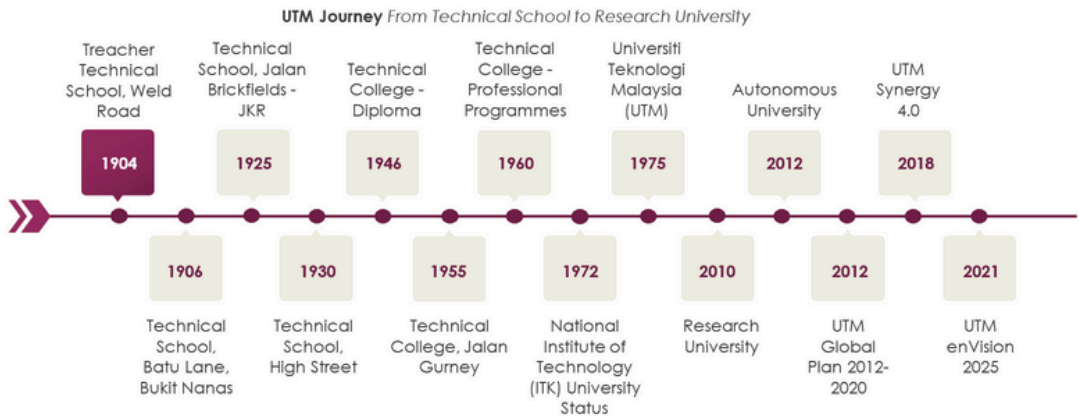 UTM Journey From Technical School to Research University
Treacher
Technical
School, Weld
Road
1904
Technical
School, Jalan
Brickfields -
JKR
1925
Technical
College -
Diploma
1946
Technical
College -
Professional
Programmes
1960
Universiti
Teknologi
Malaysia
(UTM)
1975
Autonomous
University
2012
UTM
Synergy
4.0
2018
1906
Technical
School,
Batu Lane,
Bukit Nanas
1930
Technical
School,
High Street
1955
Technical
College, Jalan
Gurney
1972
National
Institute of
Technology
(ITK) University
Status
2010
Research
University
2012
UTM
Global
Plan 2012-
2020
2021
UTM
enVision
2025